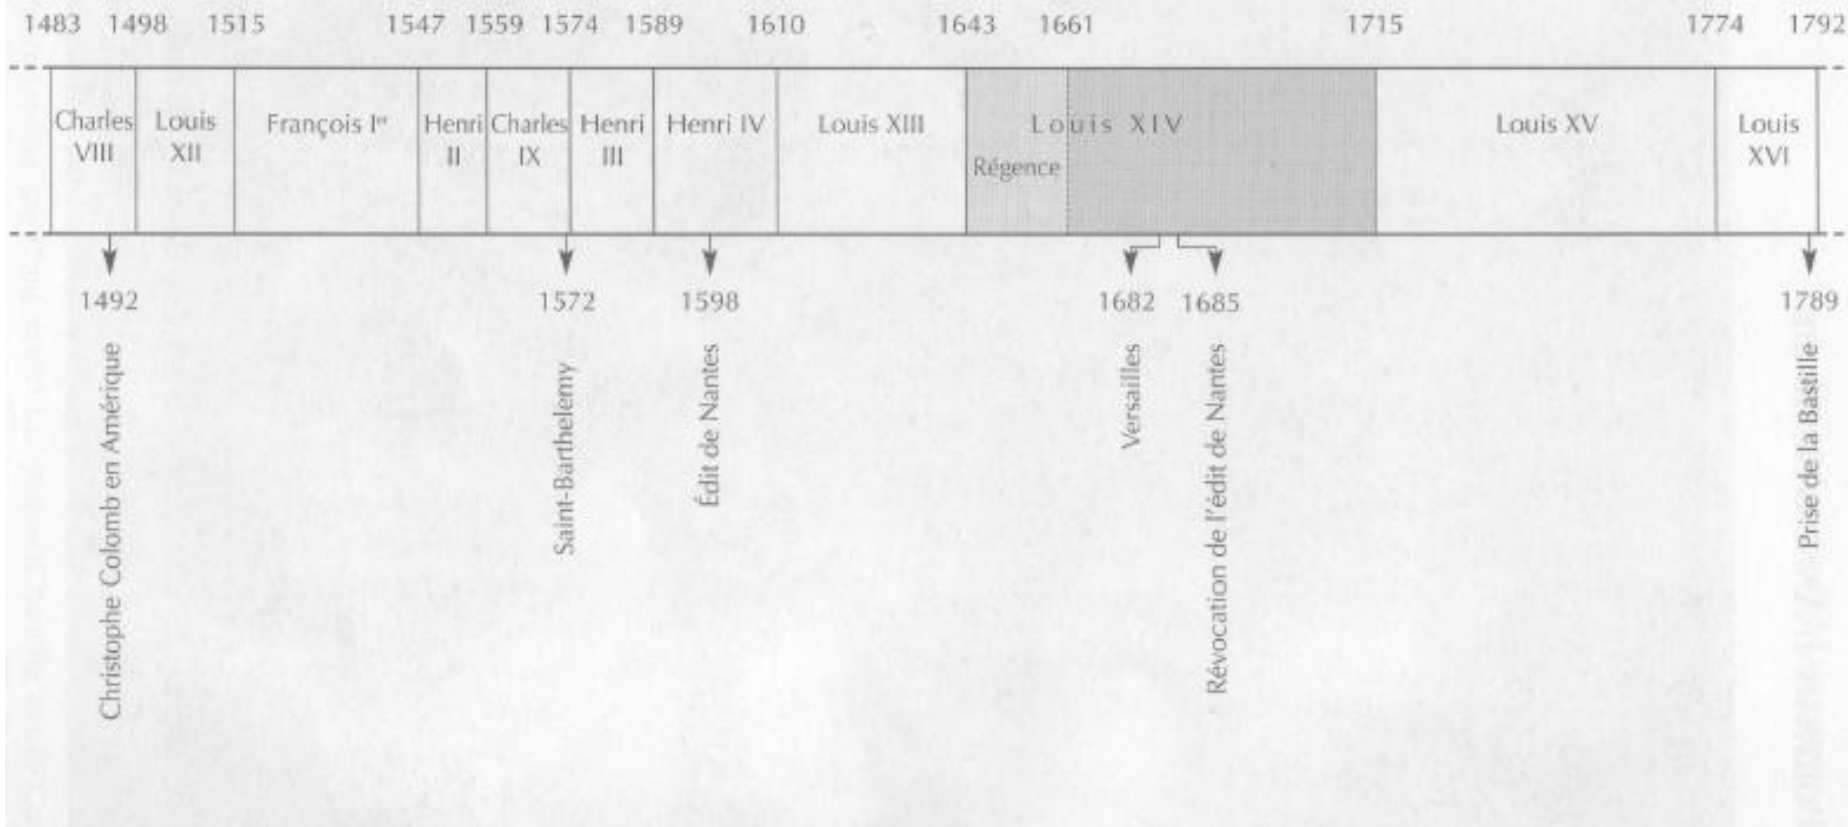 1483 1498 1515 1547 1559 1574 1589 1610 1643 1661 1715 1774 1792
Charles VIII
Louis XII
François Iᵉʳ
Henri II
Charles IX
Henri III
Henri IV
Louis XIII
Louis XIV
Régence
Louis XV
Louis XVI
1492
Christophe Colomb en Amérique
1572
Saint-Barthelemy
1598
Édit de Nantes
1682
Versailles
1685
Révocation de l'édit de Nantes
1789
Prise de la Bastille